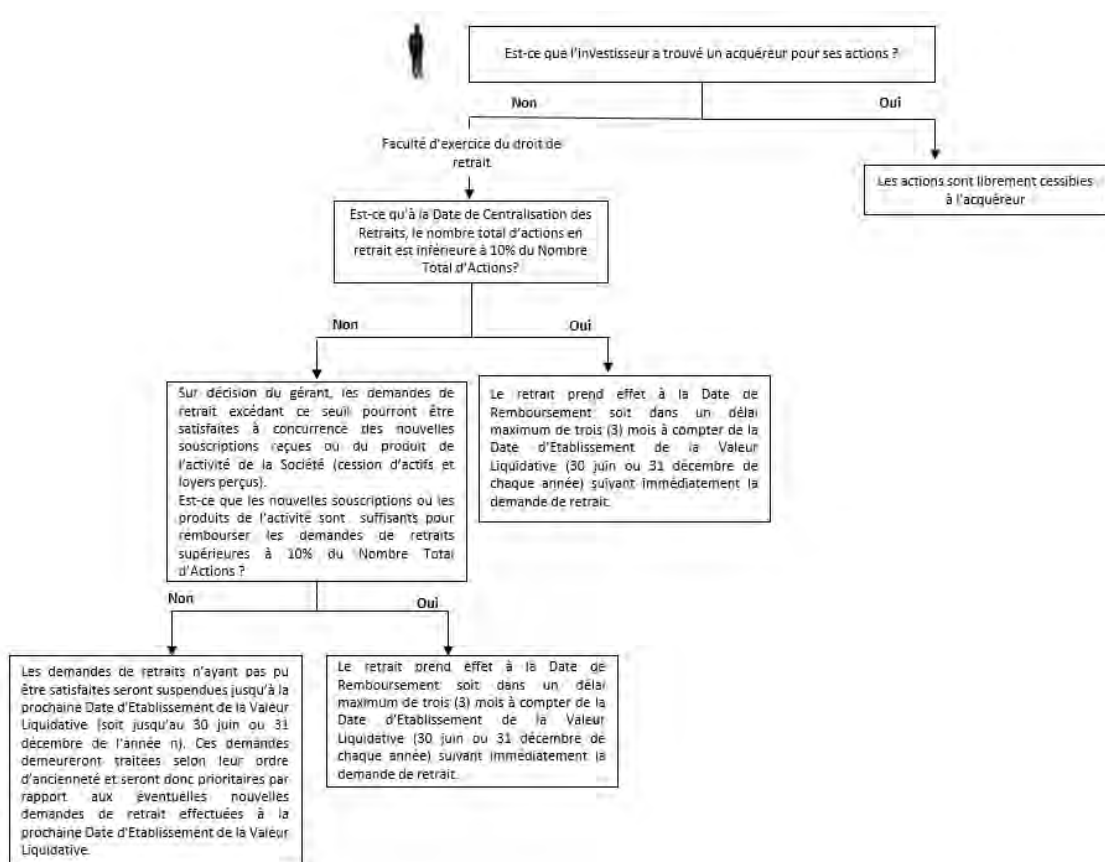 Est-ce que l'investisseur a trouvé un acquéreur pour ses actions ?
Non
Oui
Faculté d'exercice du droit de
retrait
Les actions sont librement cessibles
à l'acquéreur
Est-ce qu'à la Date de Centralisation des
Retraits, le nombre total d'actions en
retrait est inférieure à 10% du Nombre
Total d'Actions?
Non
Oui
Sur décision du gérant, les demandes de
retrait excédant ce seuil pourront être
satisfaites à concurrence des nouvelles
souscriptions reçues ou du produit de
l'activité de la Société (cession d'actifs et
loyers perçus).
Est-ce que les nouvelles souscriptions ou les
produits de l'activité sont suffisants pour
rembourser les demandes de retraits
supérieures à 10% du Nombre Total
d'Actions ?
Le retrait prend effet à la Date de
Remboursement soit dans un délai
maximum de trois (3) mois à compter de la
Date d'Etablissement de la Valeur
Liquidative (30 juin ou 31 décembre de
chaque année) suivant immédiatement la
demande de retrait.
Non
Oui
Les demandes de retraits n'ayant pas pu
être satisfaites seront suspendues jusqu'à la
prochaine Date d'Etablissement de la Valeur
Liquidative (soit jusqu'au 30 juin ou 31
décembre de l'année n). Ces demandes
demeureront traitées selon leur ordre
d'ancienneté et seront donc prioritaires par
rapport aux éventuelles nouvelles
demandes de retrait effectuées à la
prochaine Date d'Etablissement de la Valeur
Liquidative.
Le retrait prend effet à la Date de
Remboursement soit dans un délai
maximum de trois (3) mois à compter de la
Date d'Etablissement de la Valeur
Liquidative (30 juin ou 31 décembre de
chaque année) suivant immédiatement la
demande de retrait.